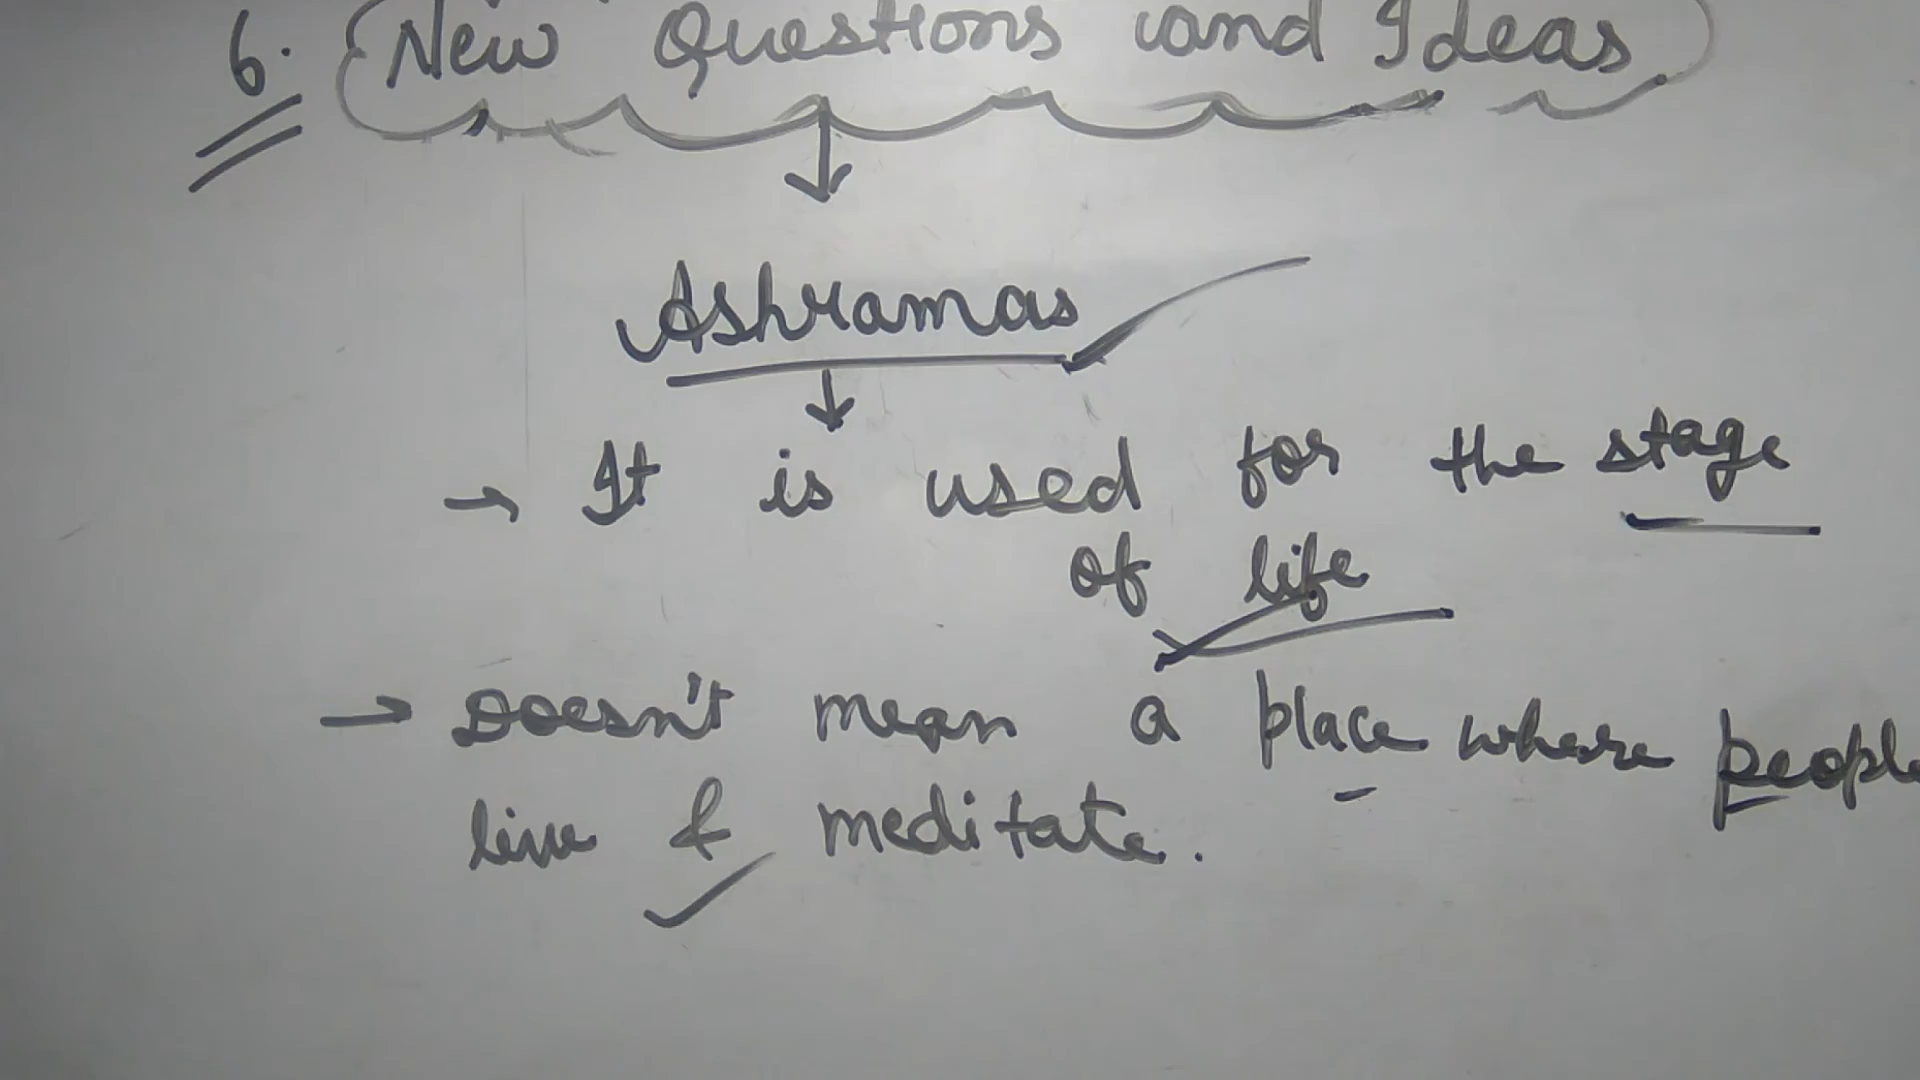 6. New Questions and Ideas
Ashramas
→ It is used for the stage
of life
→ Doesn't mean a place where people
live & meditate.